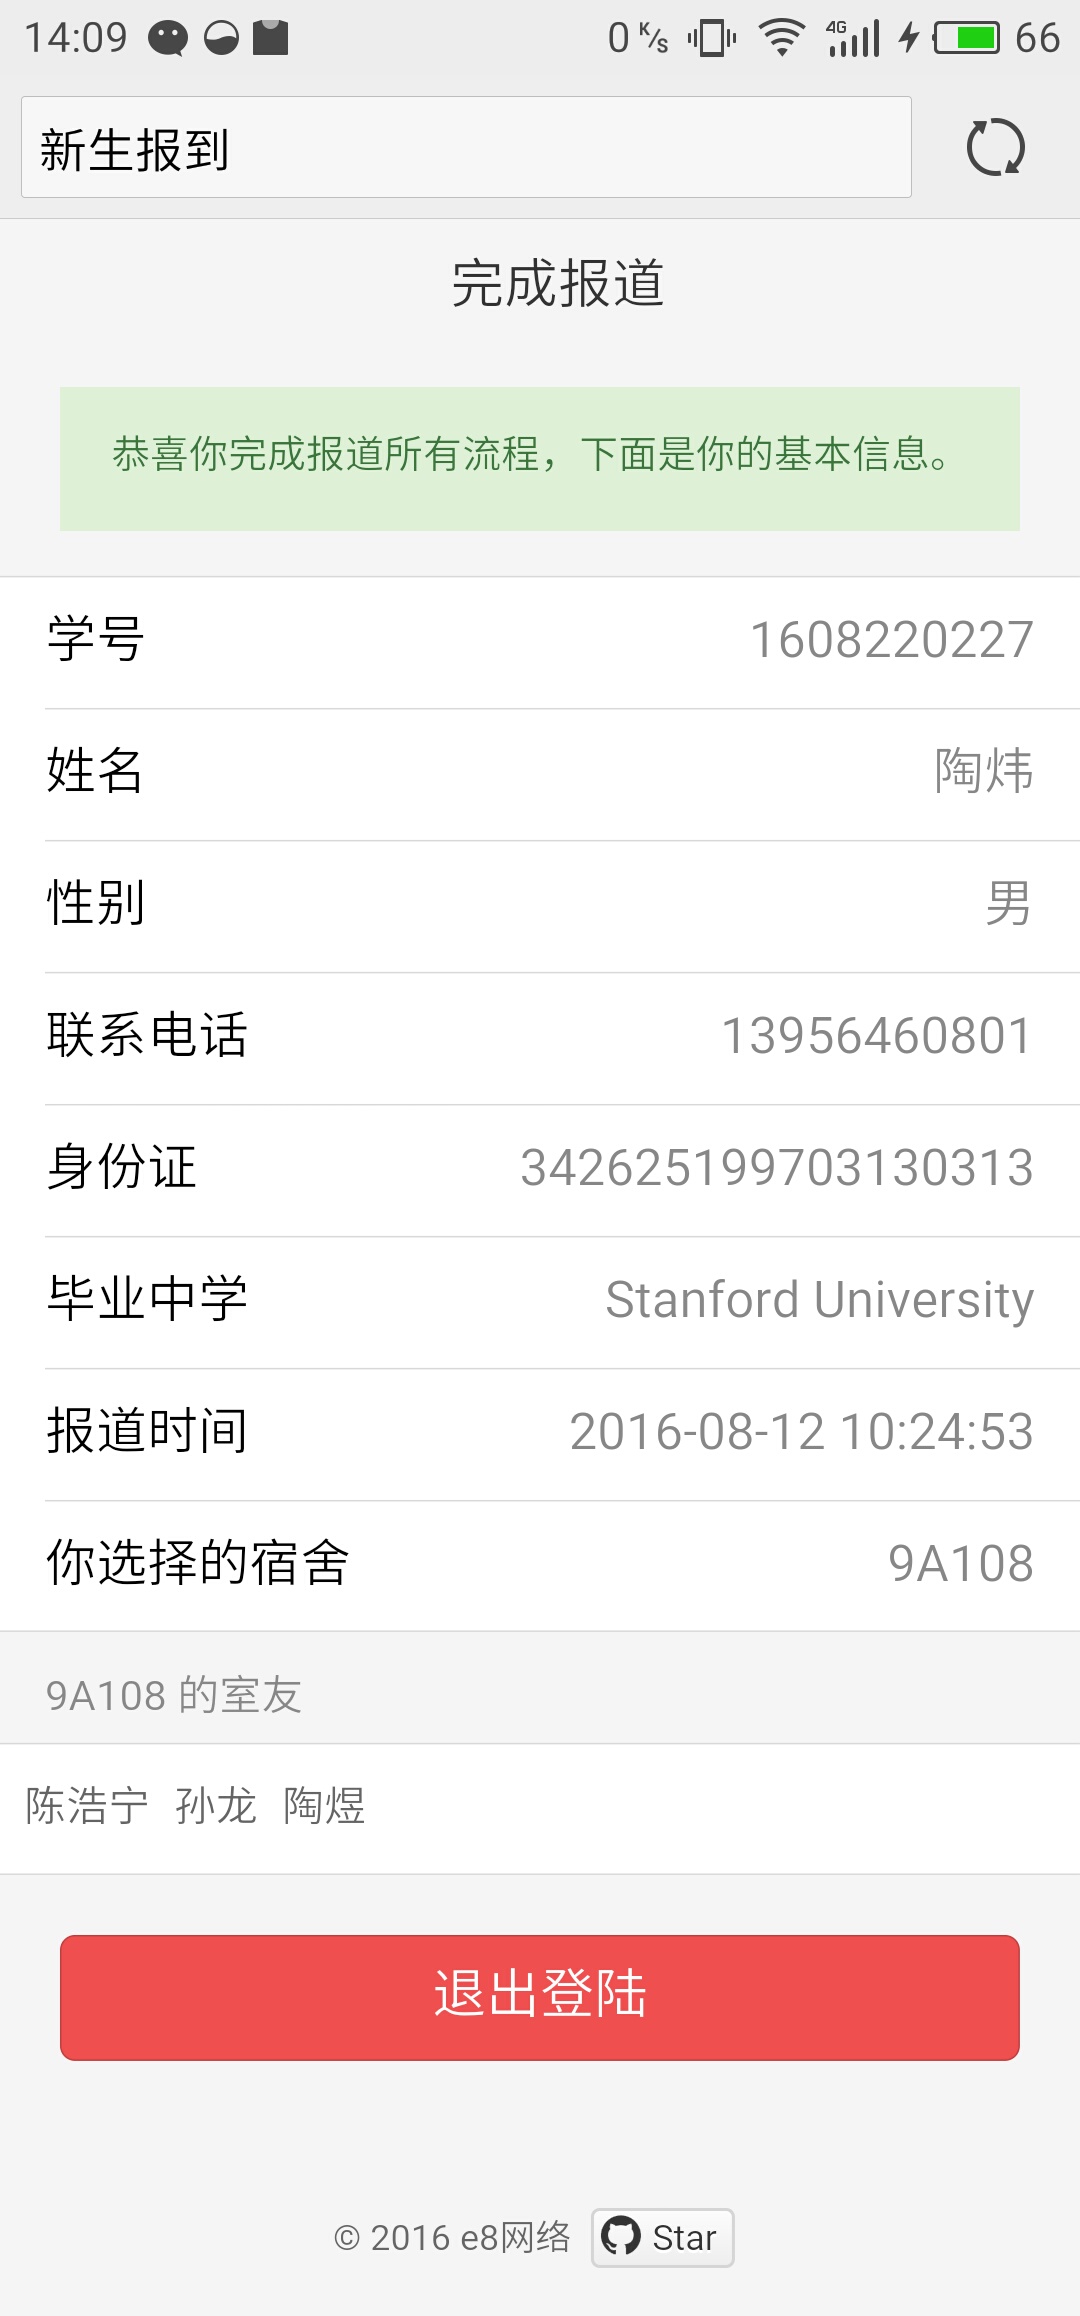 14:09 0 K/s 4G 66
新生报到
完成报道
恭喜你完成报道所有流程，下面是你的基本信息。
学号 1608220227
姓名 陶炜
性别 男
联系电话 13956460801
身份证 342625199703130313
毕业中学 Stanford University
报道时间 2016-08-12 10:24:53
你选择的宿舍 9A108
9A108 的室友
陈浩宁 孙龙 陶煜
退出登陆
© 2016 e8网络 Star